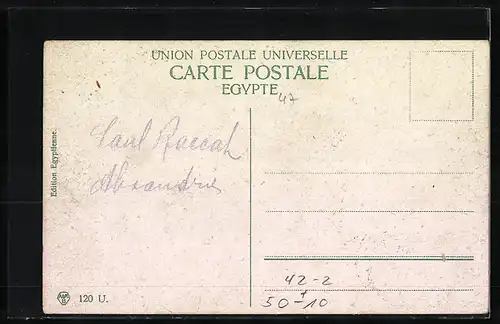 UNION POSTALE UNIVERSELLE
CARTE POSTALE
EGYPTE
47
Edition Egyptienne.
Saul Raccah
Alexandrie
42-2
50-10
120 U.